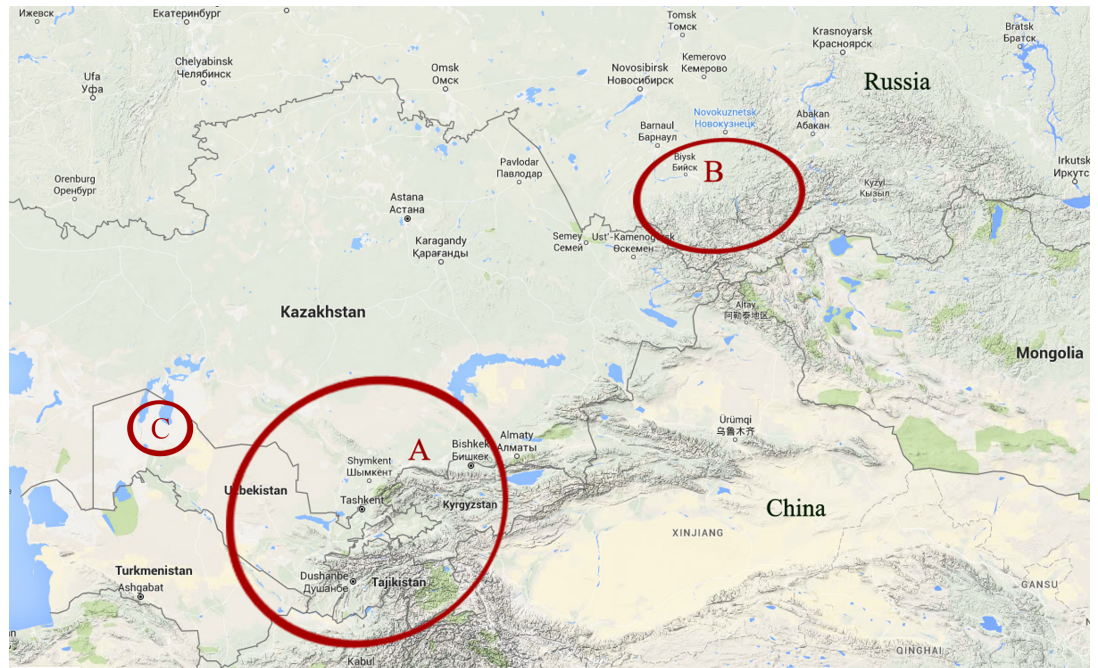 Ижевск
Ekaterinburg
Екатеринбург
Tomsk
Томск
Krasnoyarsk
Красноярск
Bratsk
Братск
Chelyabinsk
Челябинск
Ufa
Уфа
Omsk
Омск
Novosibirsk
Новосибирск
Kemerovo
Кемерово
Russia
Novokuznetsk
Новокузнецк
Abakan
Абакан
Barnaul
Барнаул
Biysk
Бийск
B
Pavlodar
Павлодар
Irkuts
Иркутс
Orenburg
Оренбург
Kyzyl
Кызыл
Astana
Астана
Karagandy
Қарағанды
Semey
Семей
Ust'-Kamenogorsk
Өскемен
Altay
阿勒泰地区
Kazakhstan
Mongolia
C
A
Ürümqi
乌鲁木齐
Bishkek
Бишкек
Almaty
Алматы
Shymkent
Шымкент
Uzbekistan
Tashkent
Kyrgyzstan
China
XINJIANG
Turkmenistan
Ashgabat
Dushanbe
Душанбе
Tajikistan
GANSU
QINGHAI
Kabul